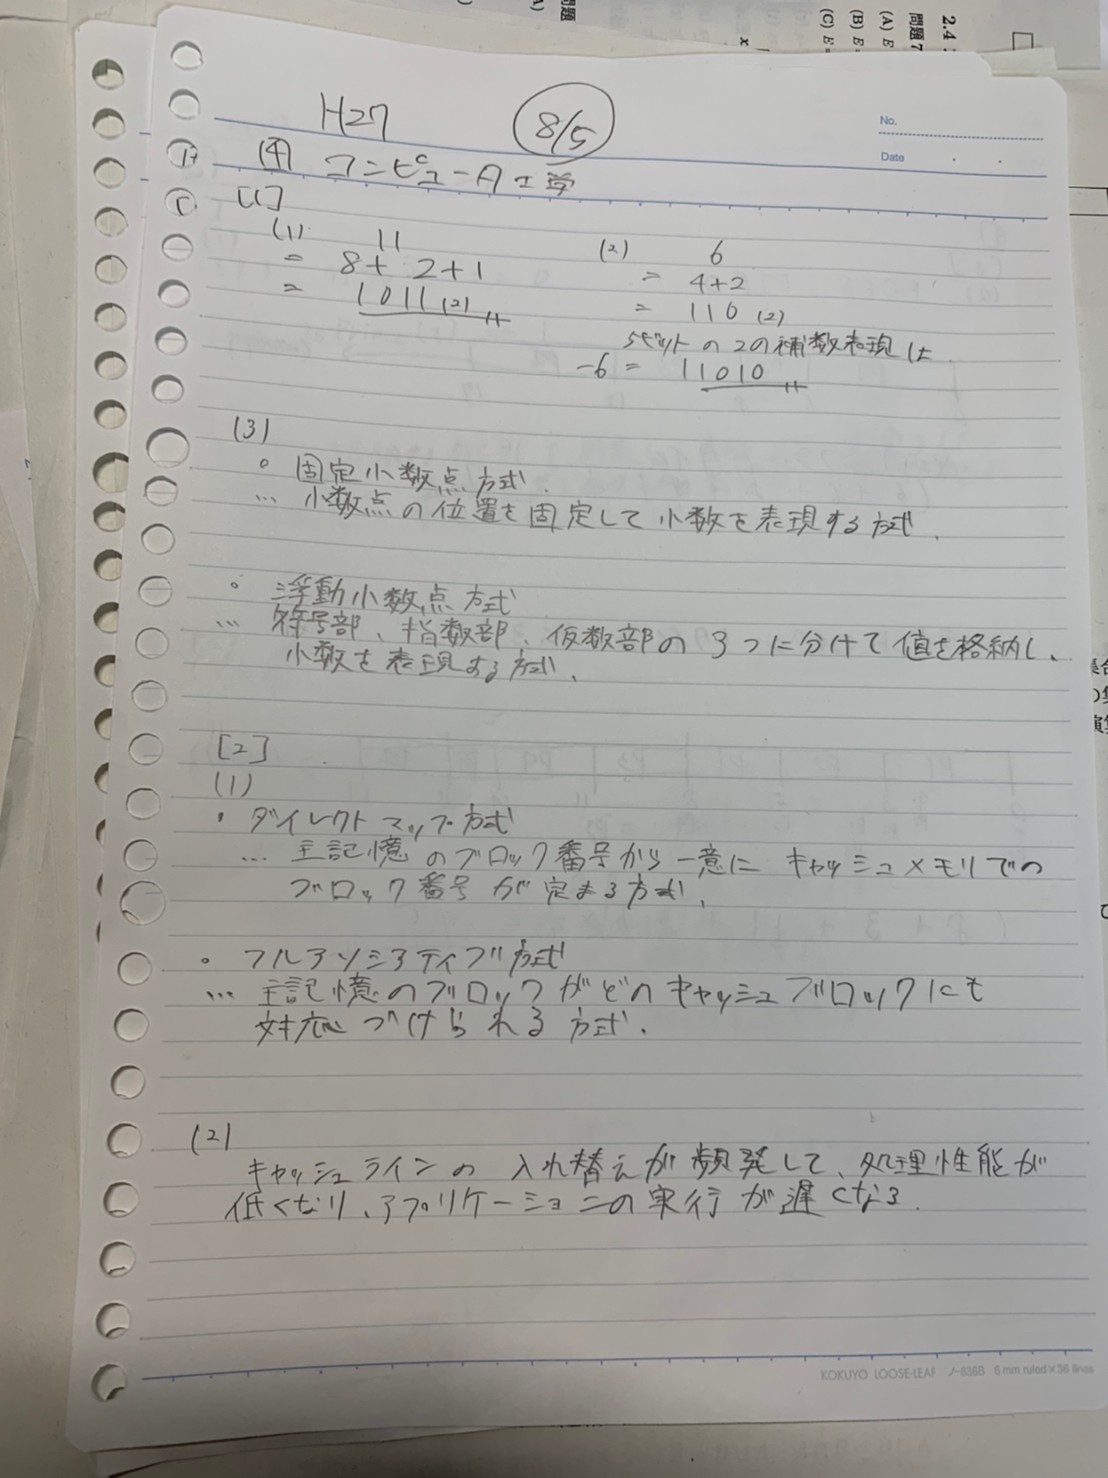 2.4
問題7
(A) E
(B) E
(C) E
x
問題
(A)
H27
8/5
No.
Date
(4) コンピュータ工学
[1]
(1) 11
= 8+ 2+1
= 1011(2)
(2) 6
= 4+2
= 110(2)
5ビットの2の補数表現は
-6 = 11010
(3)
○ 固定小数点方式.
… 小数点の位置を固定して小数を表現する方式.
○ 浮動小数点方式
… 符号部、指数部、仮数部の3つに分けて値を格納し、
小数を表現する方式.
[2]
(1)
・ダイレクトマップ方式
… 主記憶のブロック番号から一意にキャッシュメモリでの
ブロック番号が定まる方式.
○ フルアソシアティブ方式
… 主記憶のブロックがどのキャッシュブロックにも
対応づけられる方式.
(2)
キャッシュラインの入れ替えが頻発して、処理性能が
低くなり、アプリケーションの実行が遅くなる.
KOKUYO LOOSE-LEAF ノ-836B 6 mm ruled×36 lines